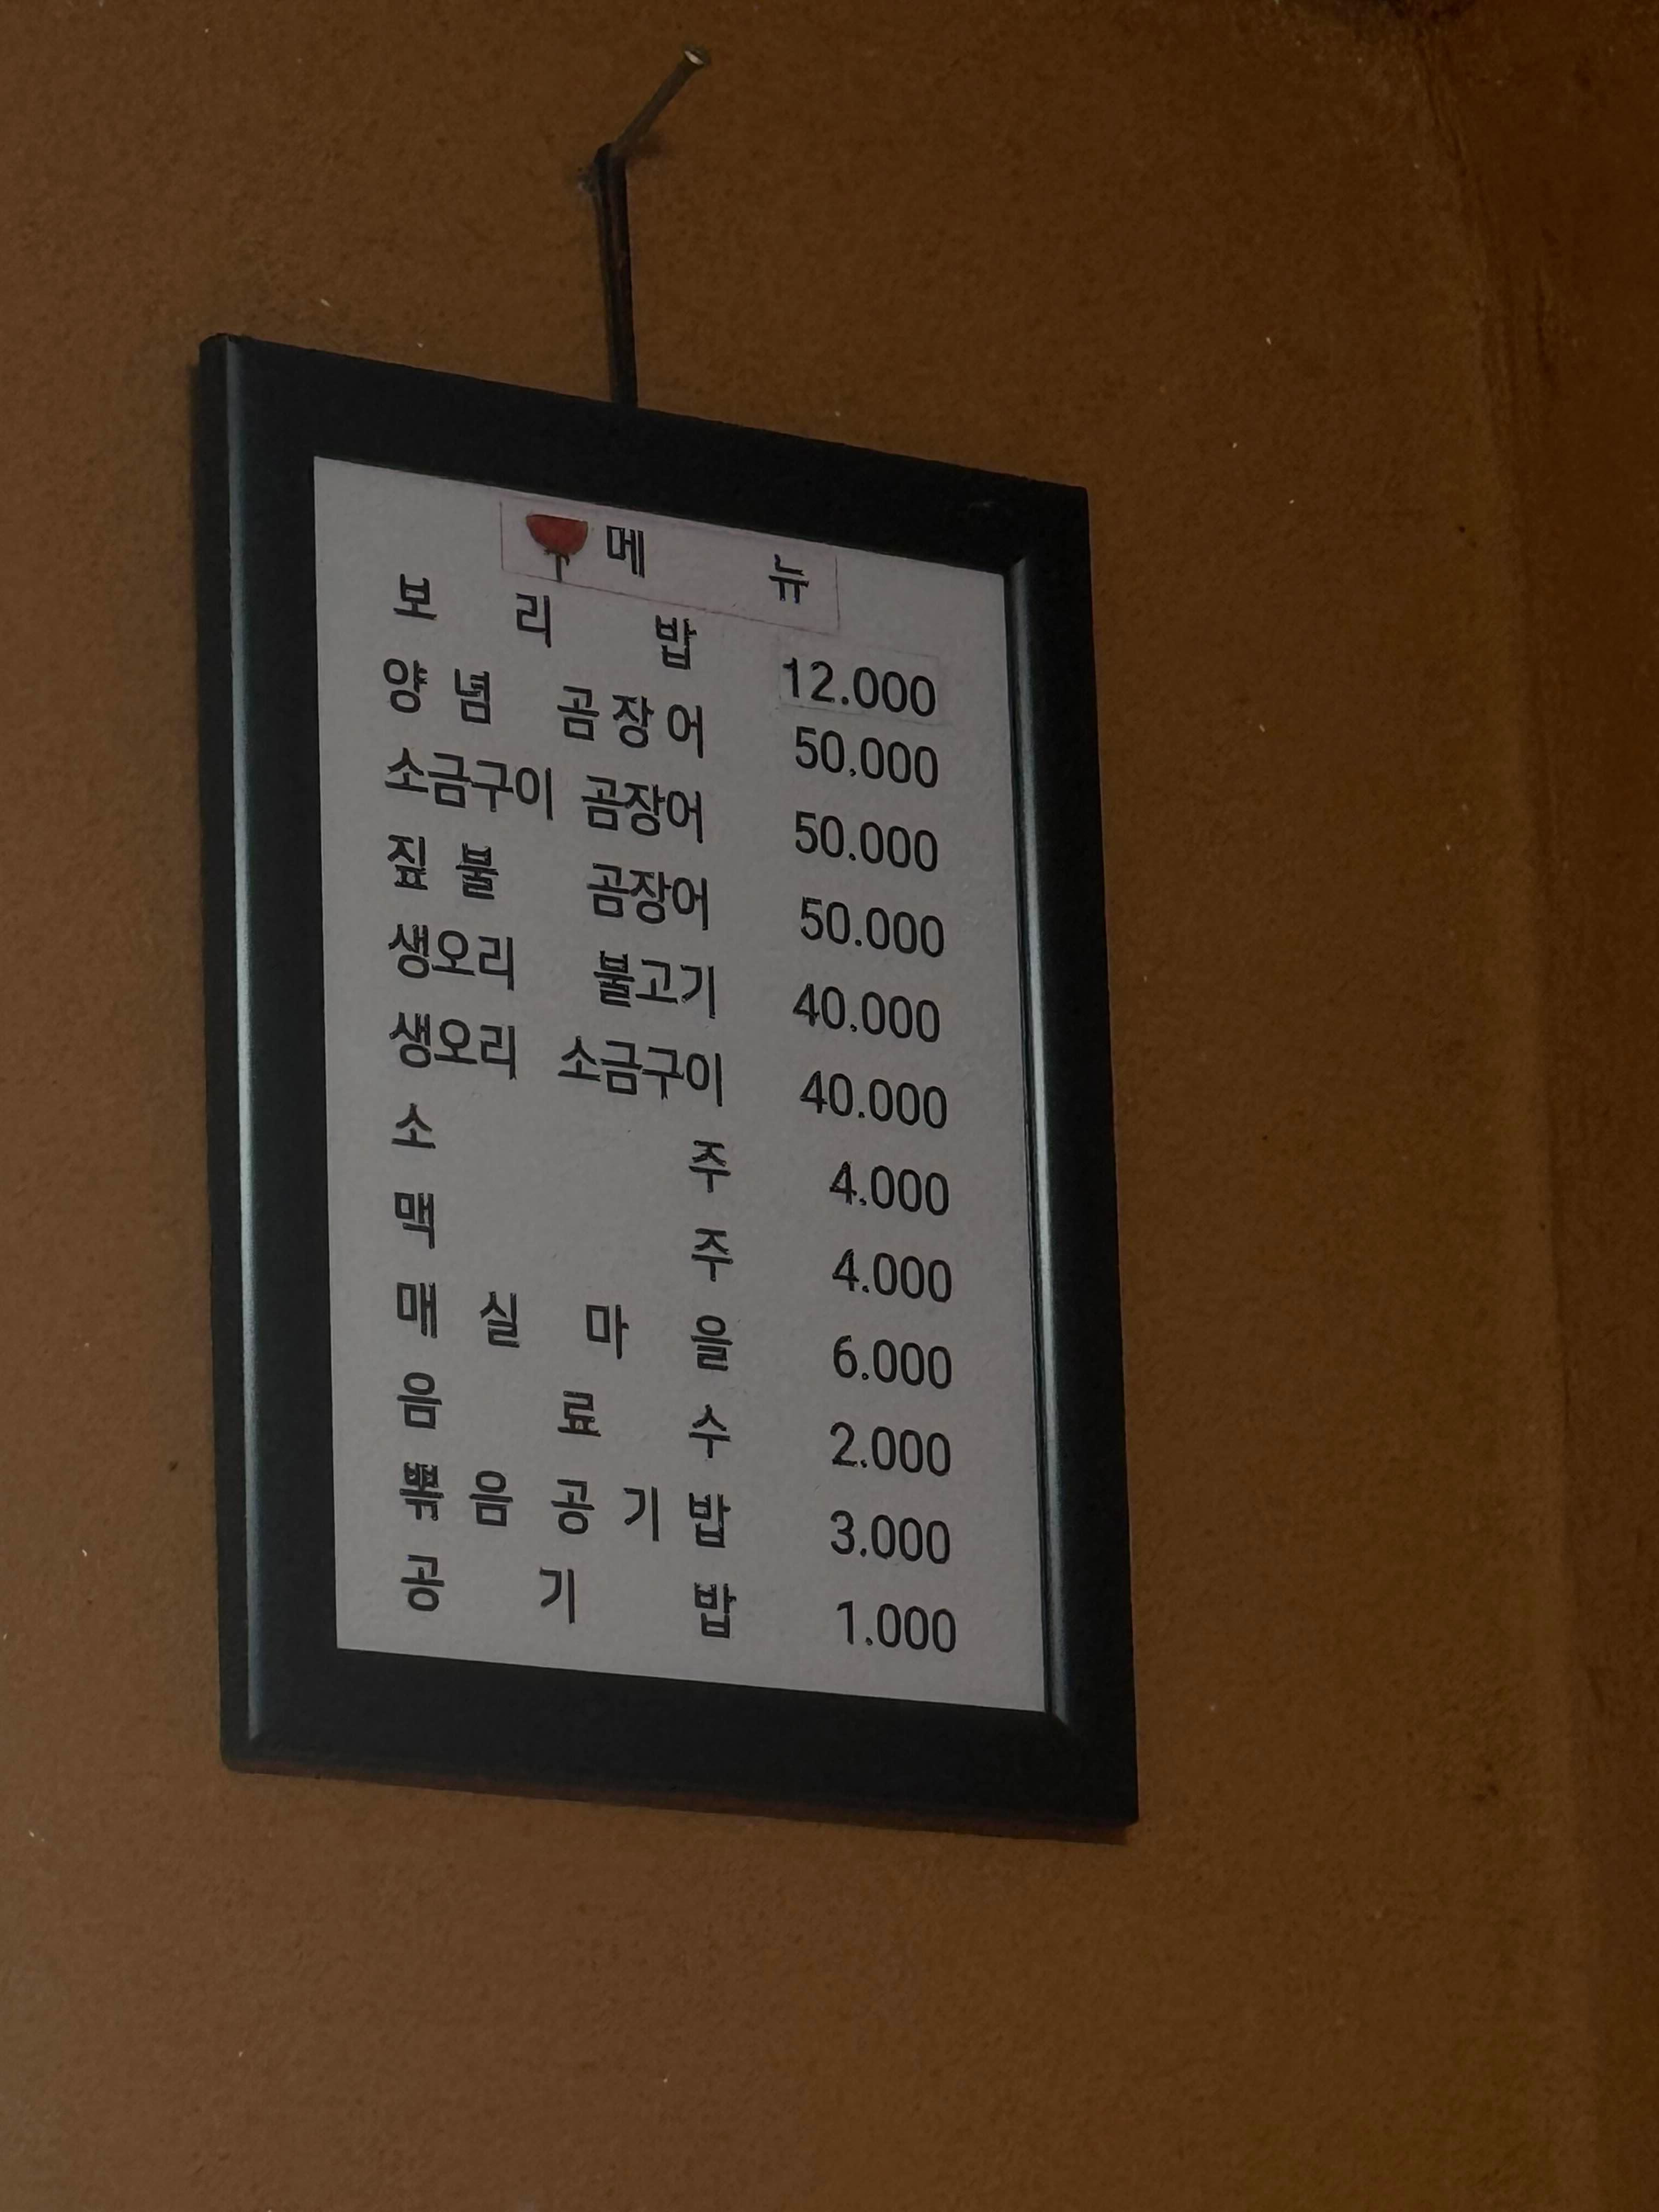 메 뉴
보 리 밥 12.000
양 념 곰 장 어 50.000
소금구이 곰장어 50.000
짚 불 곰장어 50.000
생오리 불고기 40.000
생오리 소금구이 40.000
소 주 4.000
맥 주 4.000
매 실 마 을 6.000
음 료 수 2.000
뽂 음 공 기 밥 3.000
공 기 밥 1.000